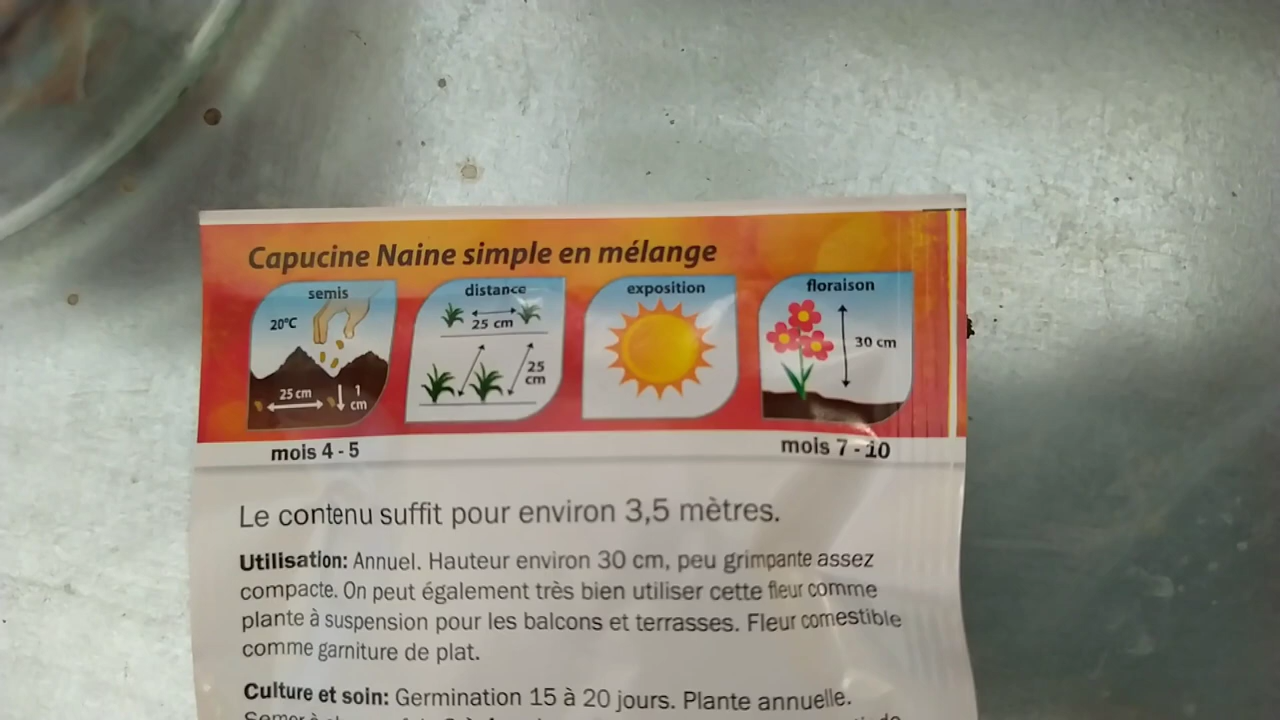 Capucine Naine simple en mélange
semis
20°C
25 cm
1
cm
mois 4 - 5
distance
25 cm
25
cm
exposition
floraison
30 cm
mois 7 - 10
Le contenu suffit pour environ 3,5 mètres.
Utilisation: Annuel. Hauteur environ 30 cm, peu grimpante assez
compacte. On peut également très bien utiliser cette fleur comme
plante à suspension pour les balcons et terrasses. Fleur comestible
comme garniture de plat.
Culture et soin: Germination 15 à 20 jours. Plante annuelle.